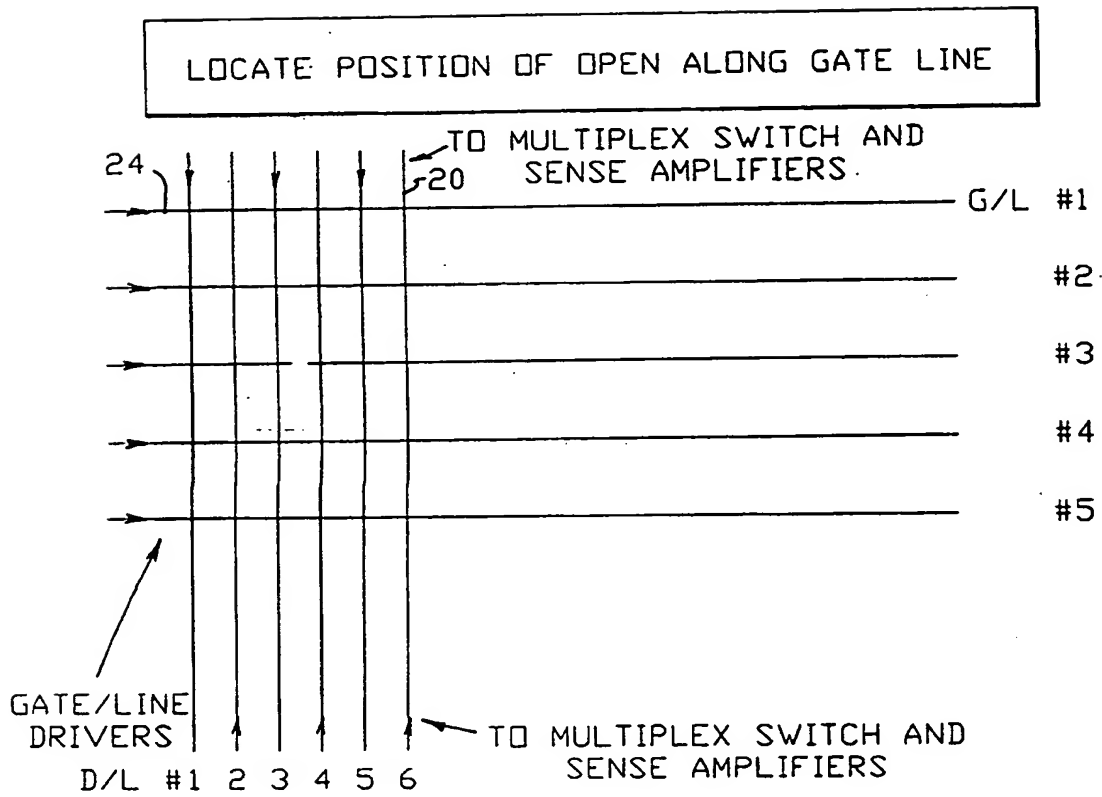 LOCATE POSITION OF OPEN ALONG GATE LINE
TO MULTIPLEX SWITCH AND
SENSE AMPLIFIERS
24
20
G/L #1
#2
#3
#4
#5
GATE/LINE
DRIVERS
TO MULTIPLEX SWITCH AND
SENSE AMPLIFIERS
D/L #1 2 3 4 5 6